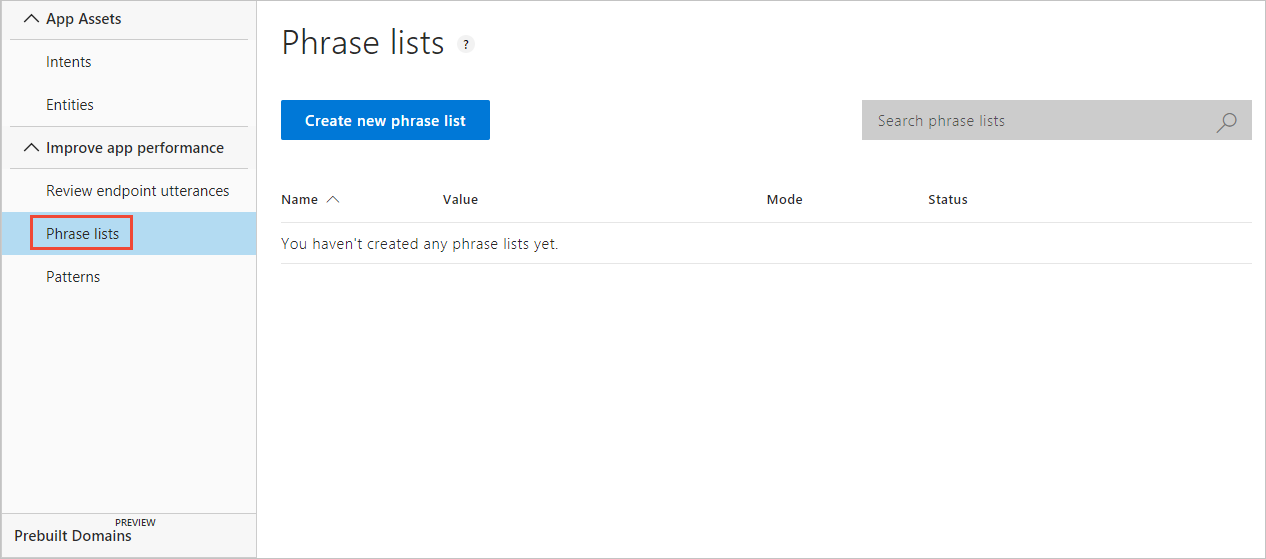 App Assets
Intents
Entities
Improve app performance
Review endpoint utterances
Phrase lists
Patterns
PREVIEW
Prebuilt Domains
Phrase lists ?
Create new phrase list
Search phrase lists
Name Value Mode Status
You haven't created any phrase lists yet.